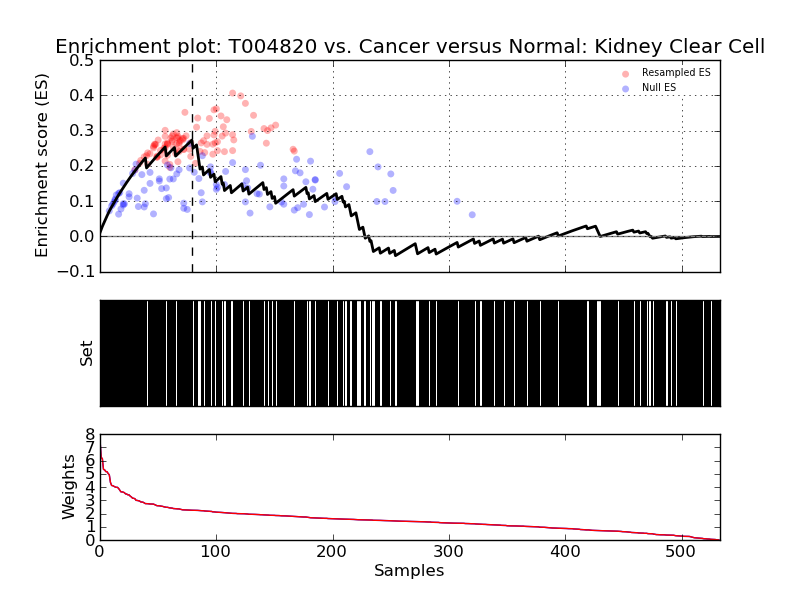 Enrichment plot: T004820 vs. Cancer versus Normal: Kidney Clear Cell
0.5
0.4
0.3
0.2
0.1
0.0
−0.1
Enrichment score (ES)
Resampled ES
Null ES
Set
8
7
6
5
4
3
2
1
0
Weights
0 100 200 300 400 500
Samples